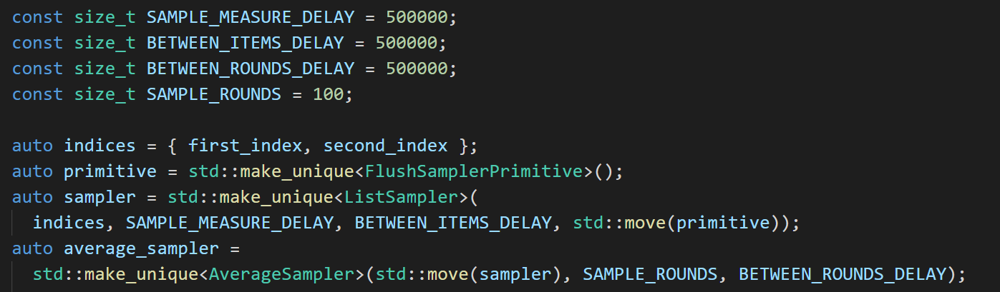 const size_t SAMPLE_MEASURE_DELAY = 500000;
const size_t BETWEEN_ITEMS_DELAY = 500000;
const size_t BETWEEN_ROUNDS_DELAY = 500000;
const size_t SAMPLE_ROUNDS = 100;

auto indices = { first_index, second_index };
auto primitive = std::make_unique<FlushSamplerPrimitive>();
auto sampler = std::make_unique<ListSampler>(
  indices, SAMPLE_MEASURE_DELAY, BETWEEN_ITEMS_DELAY, std::move(primitive));
auto average_sampler =
  std::make_unique<AverageSampler>(std::move(sampler), SAMPLE_ROUNDS, BETWEEN_ROUNDS_DELAY);